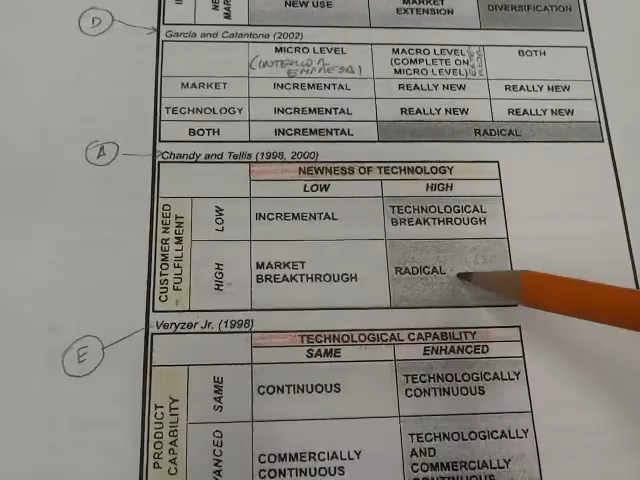 NEW USE
MARKET
EXTENSION
DIVERSIFICATION
D
Garcia and Calantone (2002)
MICRO LEVEL
(INTERIOR
EMPRESA)
MACRO LEVEL
(COMPLETE ON
MICRO LEVEL)
BOTH
MARKET INCREMENTAL REALLY NEW REALLY NEW
TECHNOLOGY INCREMENTAL REALLY NEW REALLY NEW
BOTH INCREMENTAL RADICAL
A
Chandy and Tellis (1998, 2000)
NEWNESS OF TECHNOLOGY
LOW HIGH
CUSTOMER NEED
FULFILLMENT
LOW
INCREMENTAL
TECHNOLOGICAL
BREAKTHROUGH
HIGH
MARKET
BREAKTHROUGH
RADICAL
E
Veryzer Jr. (1998)
TECHNOLOGICAL CAPABILITY
SAME ENHANCED
PRODUCT
CAPABILITY
SAME
CONTINUOUS
TECHNOLOGICALLY
CONTINUOUS
COMMERCIALLY
CONTINUOUS
TECHNOLOGICALLY
AND
COMMERCIALLY